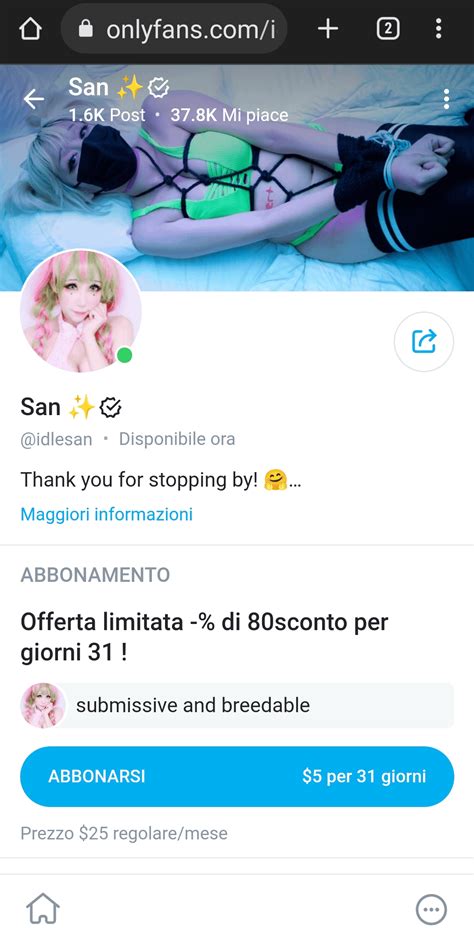 onlyfans.com/i
2
San ✨
1.6K Post • 37.8K Mi piace
San ✨
@idlesan • Disponibile ora
Thank you for stopping by! 🤗...
Maggiori informazioni
ABBONAMENTO
Offerta limitata -% di 80sconto per
giorni 31 !
submissive and breedable
ABBONARSI $5 per 31 giorni
Prezzo $25 regolare/mese